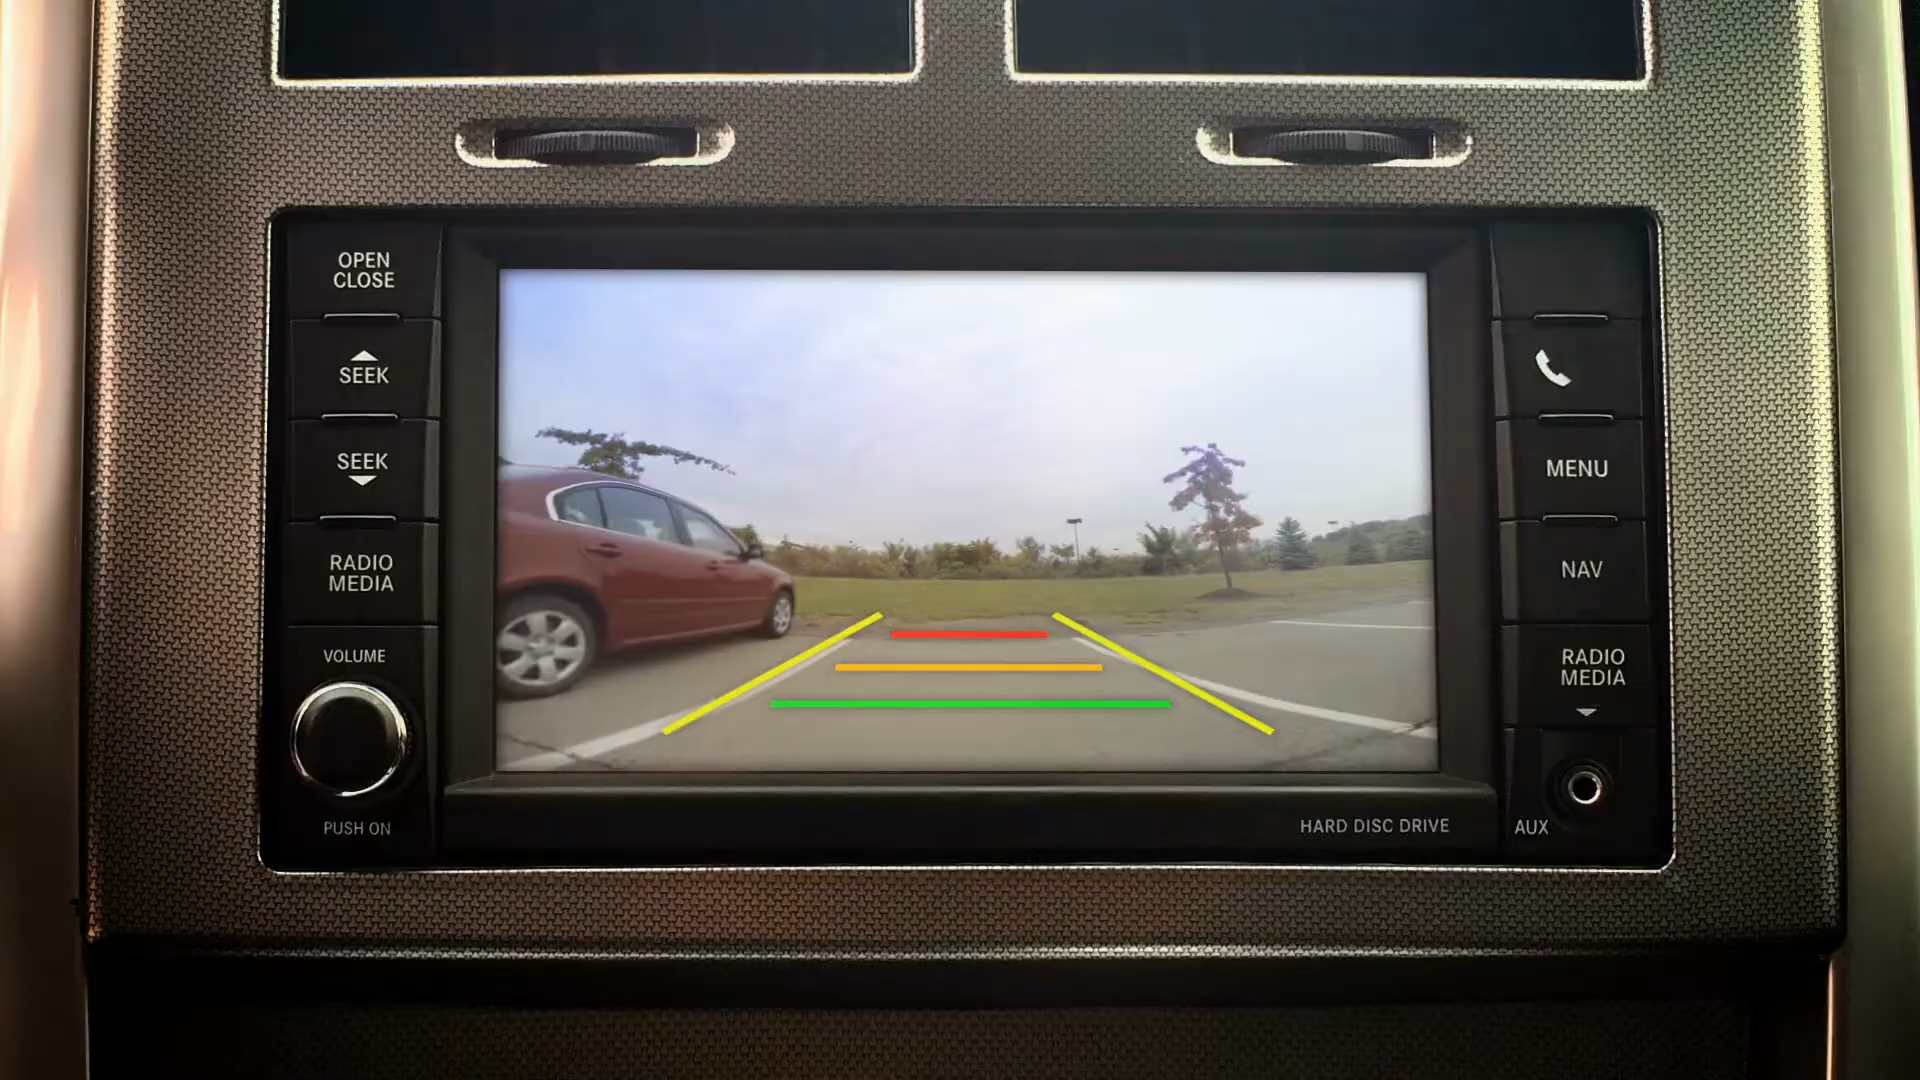 OPEN
CLOSE
SEEK
SEEK
RADIO
MEDIA
VOLUME
PUSH ON
MENU
NAV
RADIO
MEDIA
HARD DISC DRIVE
AUX